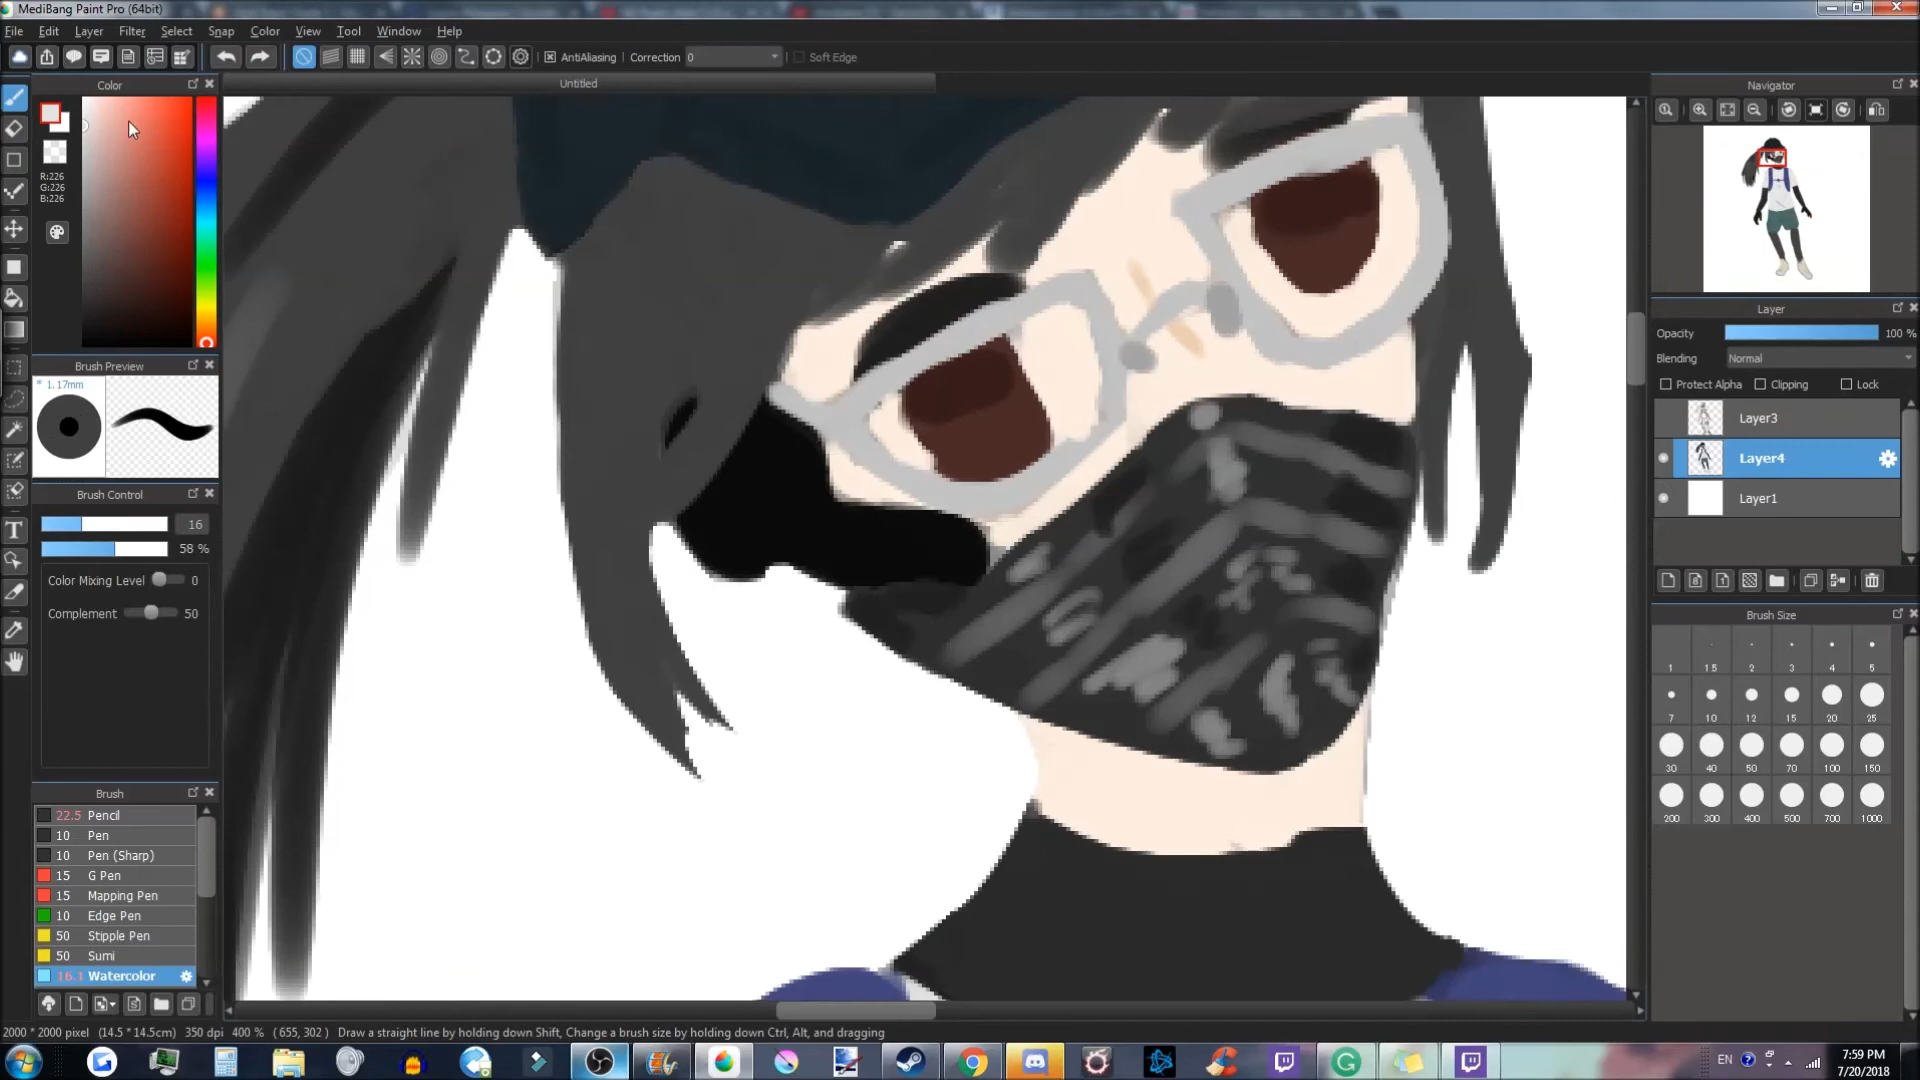 MediBang Paint Pro (64bit)
File Edit Layer Filter Select Snap Color View Tool Window Help
AntiAliasing Correction 0 Soft Edge
Color
Untitled
R:226
G:226
B:226
Brush Preview
* 1.17mm
Brush Control
16
58 %
Color Mixing Level 0
Complement 50
Brush
22.5 Pencil
10 Pen
10 Pen (Sharp)
15 G Pen
15 Mapping Pen
10 Edge Pen
50 Stipple Pen
50 Sumi
16.1 Watercolor
Navigator
Layer
Opacity 100 %
Blending Normal
Protect Alpha Clipping Lock
Layer3
Layer4
Layer1
Brush Size
1 1.5 2 3 4 5
7 10 12 15 20 25
30 40 50 70 100 150
200 300 400 500 700 1000
2000 * 2000 pixel (14.5 * 14.5cm) 350 dpi 400 % ( 655, 302 ) Draw a straight line by holding down Shift, Change a brush size by holding down Ctrl, Alt, and dragging
EN
7:59 PM
7/20/2018